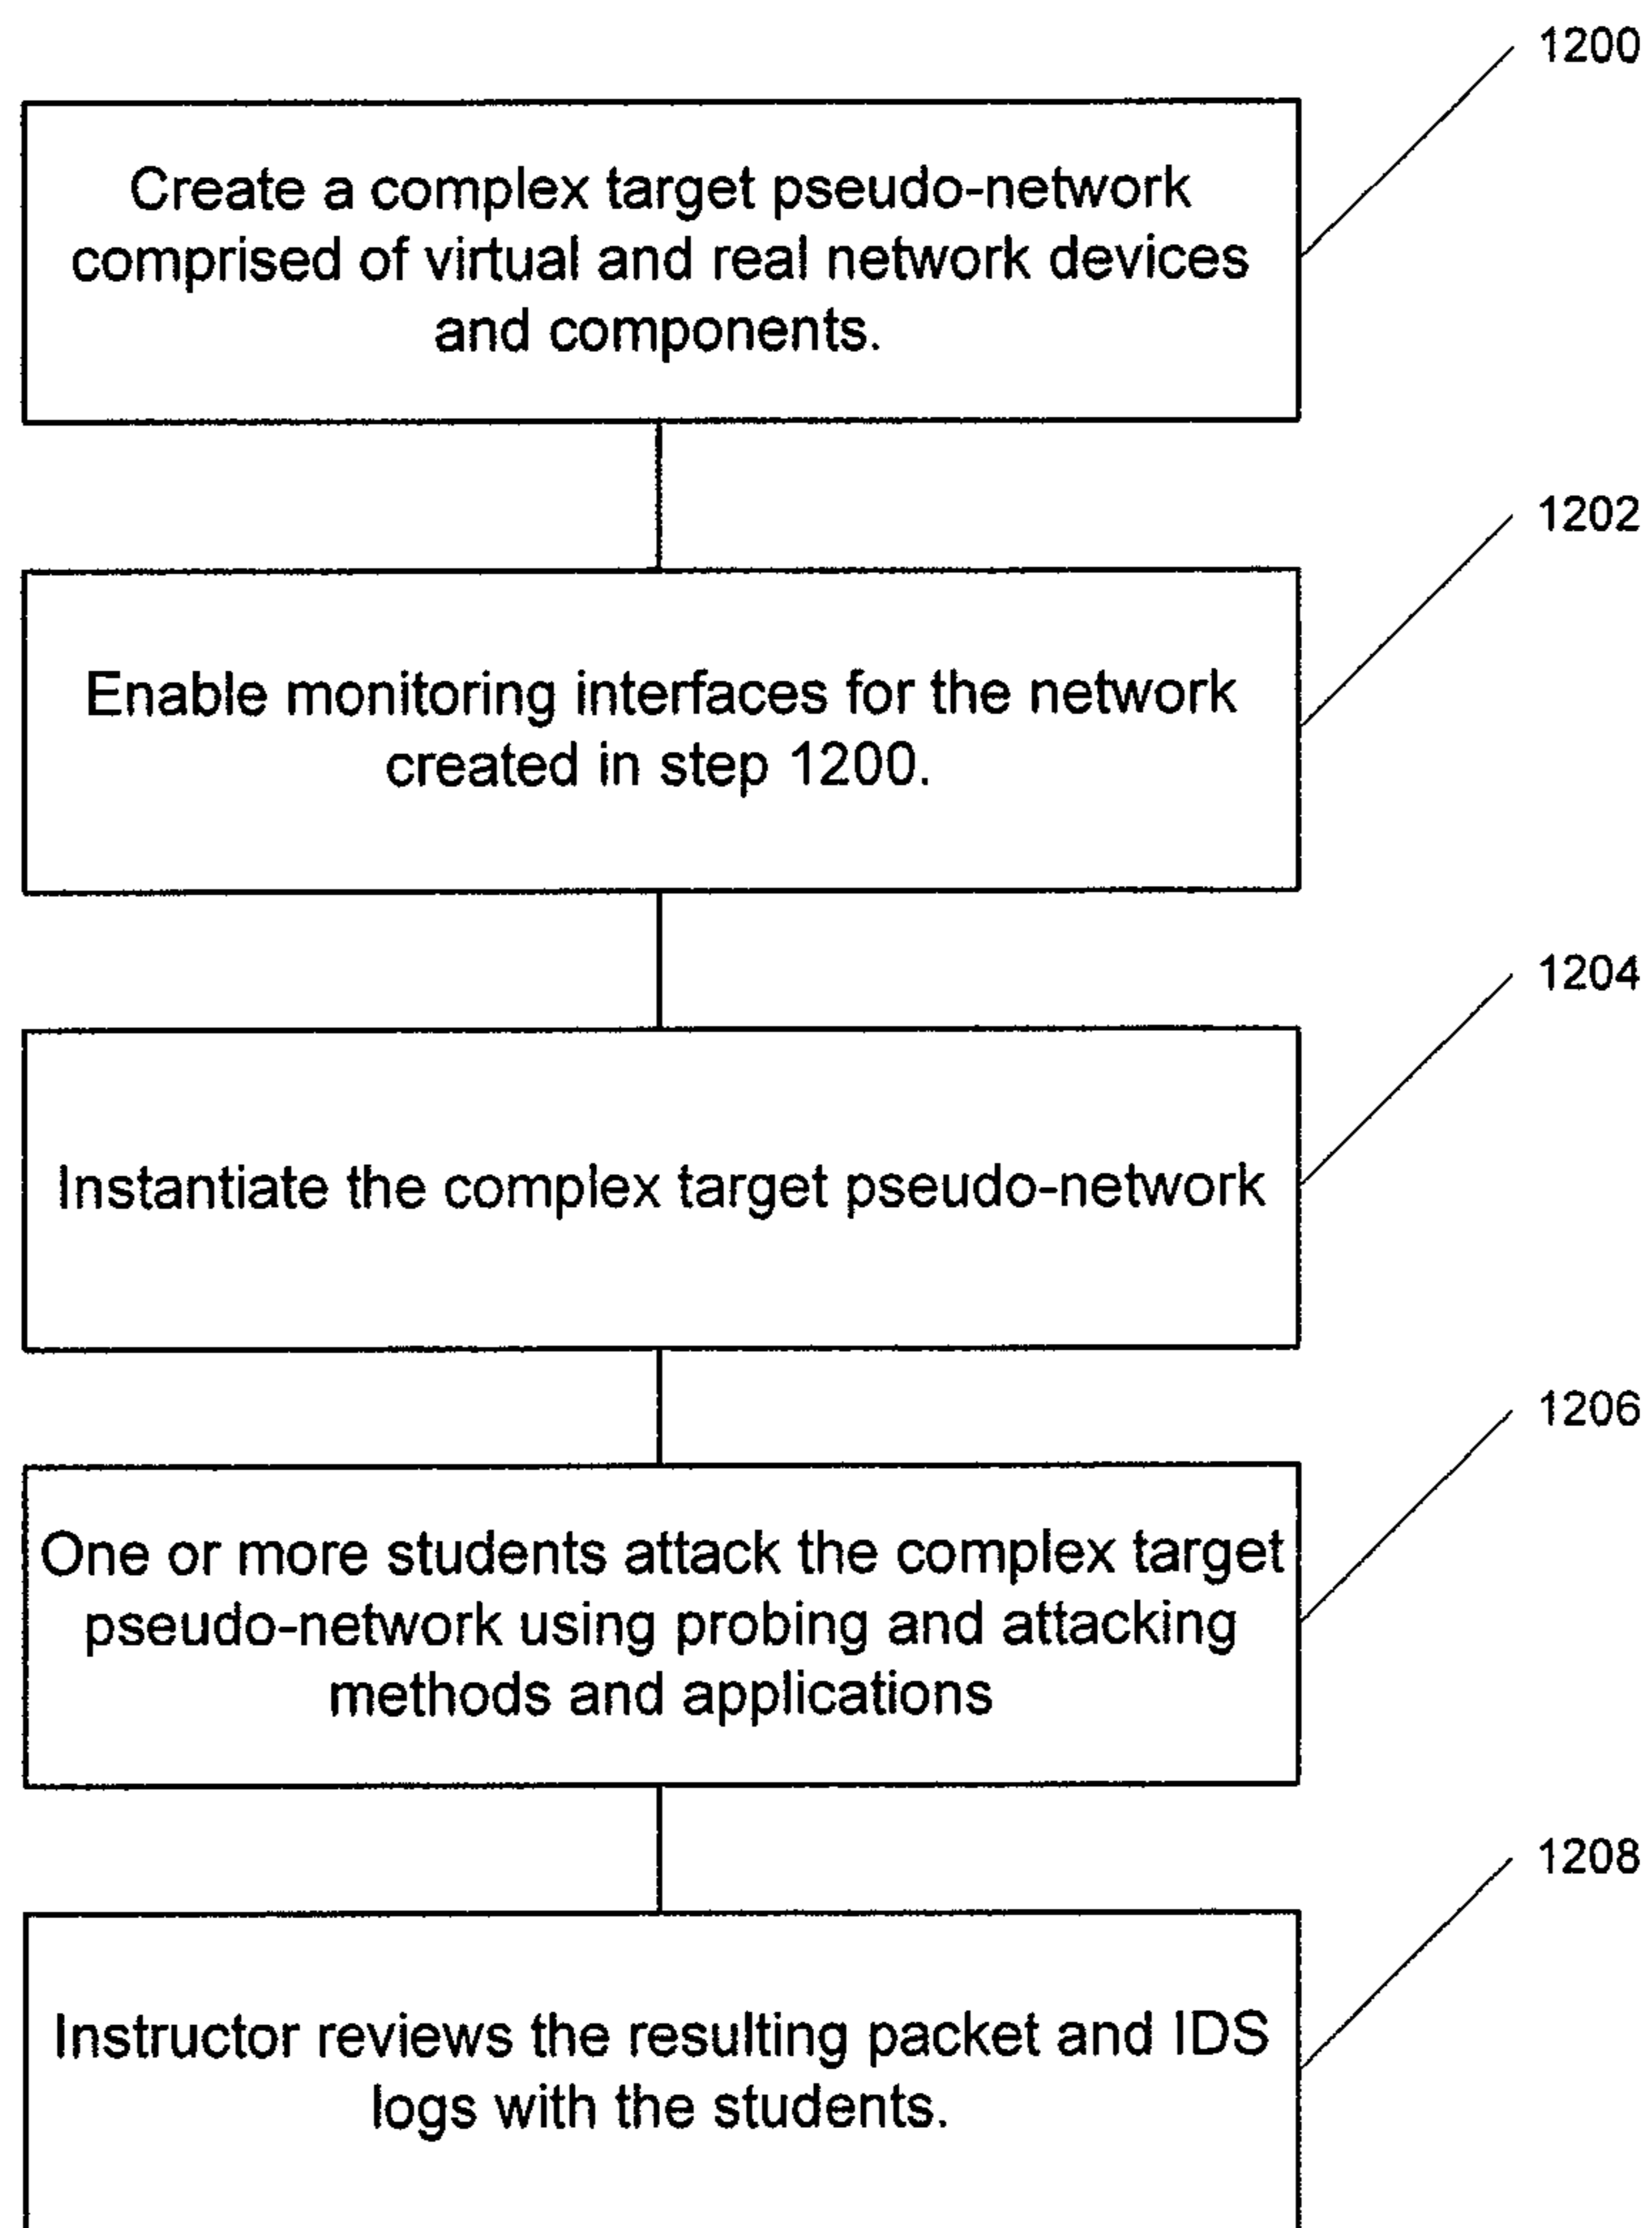 1200
Create a complex target pseudo-network
comprised of virtual and real network devices
and components.
1202
Enable monitoring interfaces for the network
created in step 1200.
1204
Instantiate the complex target pseudo-network
1206
One or more students attack the complex target
pseudo-network using probing and attacking
methods and applications
1208
Instructor reviews the resulting packet and IDS
logs with the students.